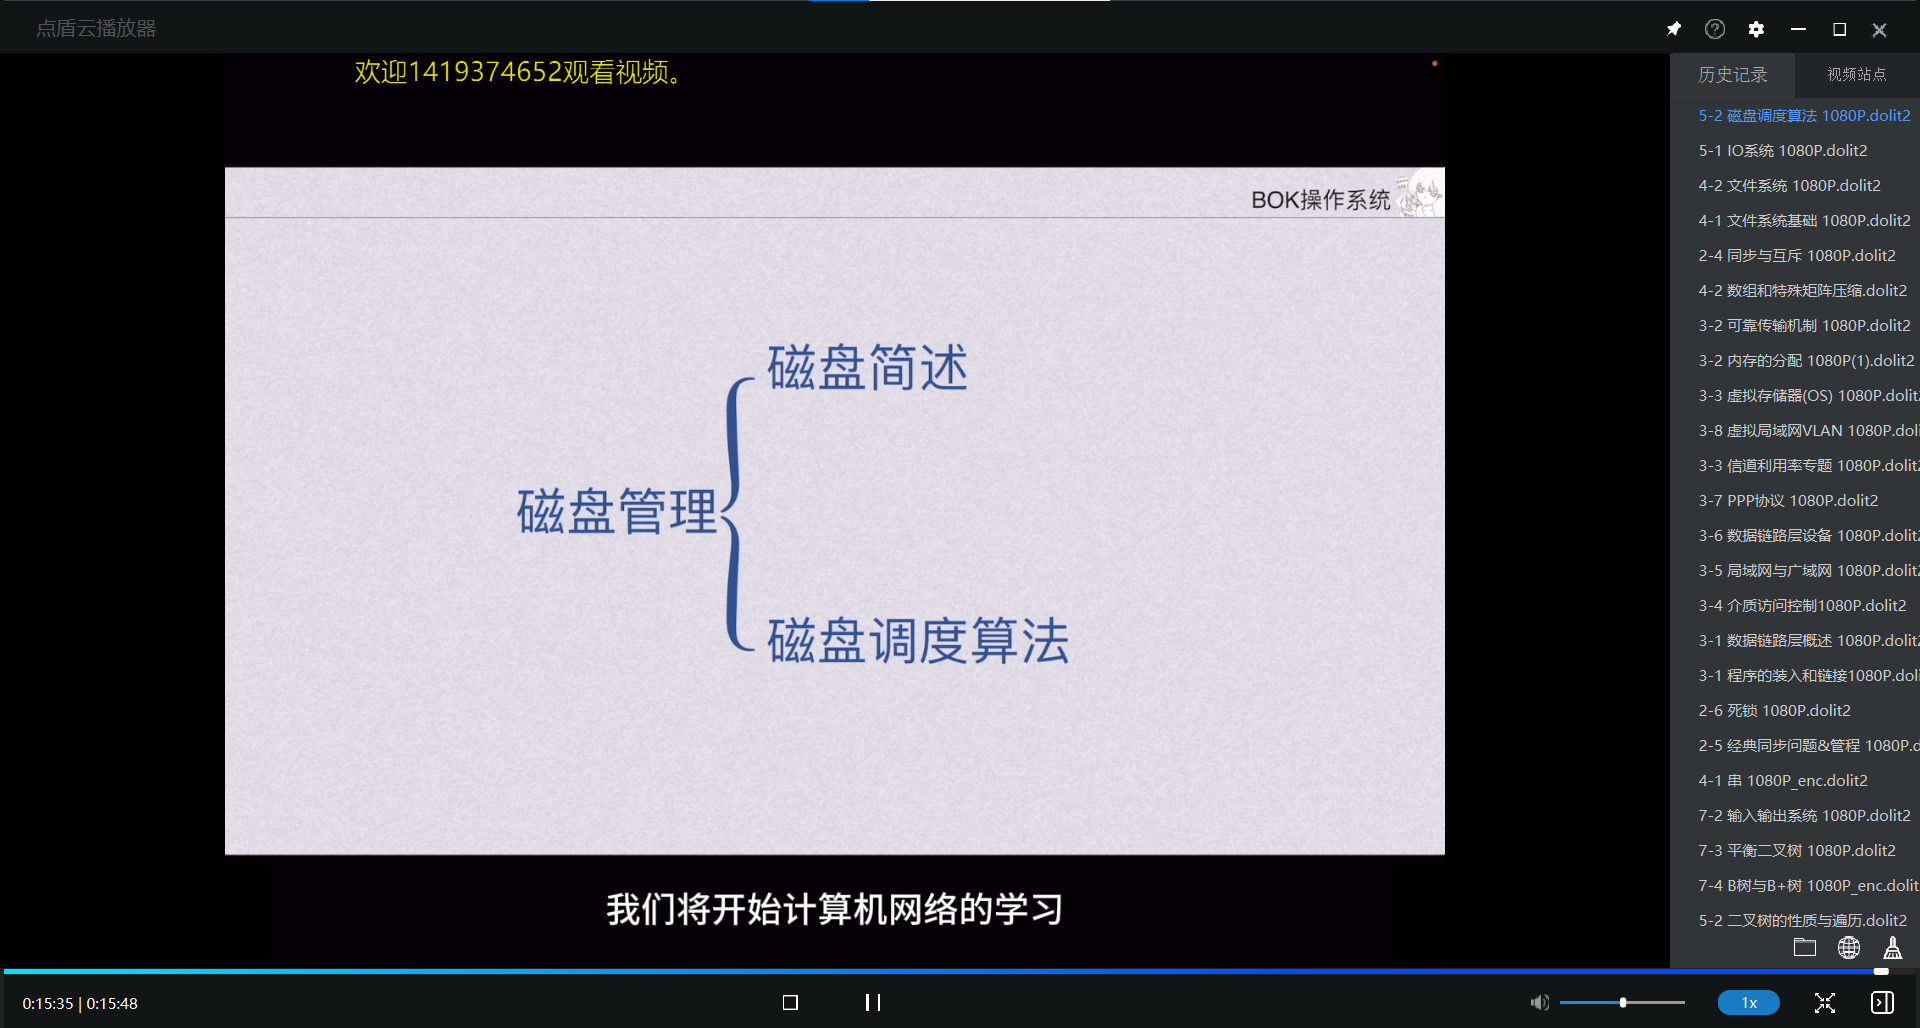 点盾云播放器
欢迎1419374652观看视频。
BOK操作系统
磁盘简述
磁盘管理
磁盘调度算法
我们将开始计算机网络的学习
历史记录
视频站点
5-2 磁盘调度算法 1080P.dolit2
5-1 IO系统 1080P.dolit2
4-2 文件系统 1080P.dolit2
4-1 文件系统基础 1080P.dolit2
2-4 同步与互斥 1080P.dolit2
4-2 数组和特殊矩阵压缩.dolit2
3-2 可靠传输机制 1080P.dolit2
3-2 内存的分配 1080P(1).dolit2
3-3 虚拟存储器(OS) 1080P.dolit2
3-8 虚拟局域网VLAN 1080P.doli
3-3 信道利用率专题 1080P.dolit2
3-7 PPP协议 1080P.dolit2
3-6 数据链路层设备 1080P.dolit2
3-5 局域网与广域网 1080P.dolit2
3-4 介质访问控制1080P.dolit2
3-1 数据链路层概述 1080P.dolit2
3-1 程序的装入和链接1080P.doli
2-6 死锁 1080P.dolit2
2-5 经典同步问题&管程 1080P.d
4-1 串 1080P_enc.dolit2
7-2 输入输出系统 1080P.dolit2
7-3 平衡二叉树 1080P.dolit2
7-4 B树与B+树 1080P_enc.dolit
5-2 二叉树的性质与遍历.dolit2
0:15:35 | 0:15:48
1x